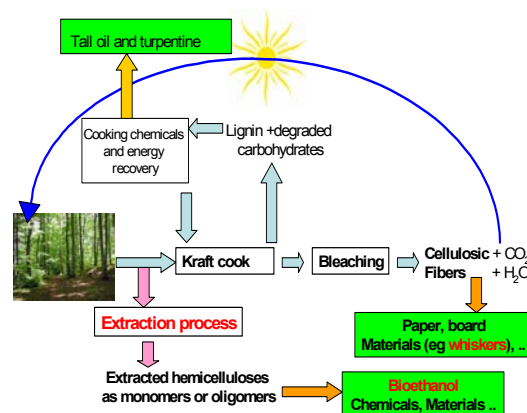 Tall oil and turpentine
Cooking chemicals
and energy
recovery
Lignin +degraded
carbohydrates
Kraft cook
Bleaching
Cellulosic + CO2
Fibers + H2O
Extraction process
Paper, board
Materials (eg whiskers), ..
Extracted hemicelluloses
as monomers or oligomers
Bioethanol
Chemicals, Materials ..